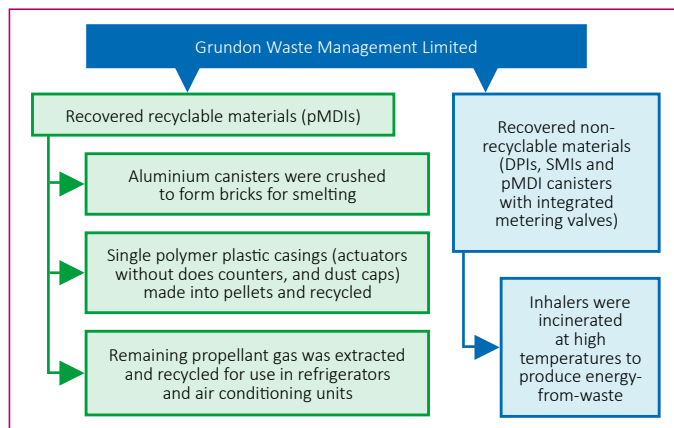 Grundon Waste Management Limited
Recovered recyclable materials (pMDIs)
Aluminium canisters were crushed
to form bricks for smelting
Single polymer plastic casings (actuators
without does counters, and dust caps)
made into pellets and recycled
Remaining propellant gas was extracted
and recycled for use in refrigerators
and air conditioning units
Recovered non-
recyclable materials
(DPIs, SMIs and
pMDI canisters
with integrated
metering valves)
Inhalers were
incinerated
at high
temperatures to
produce energy-
from-waste